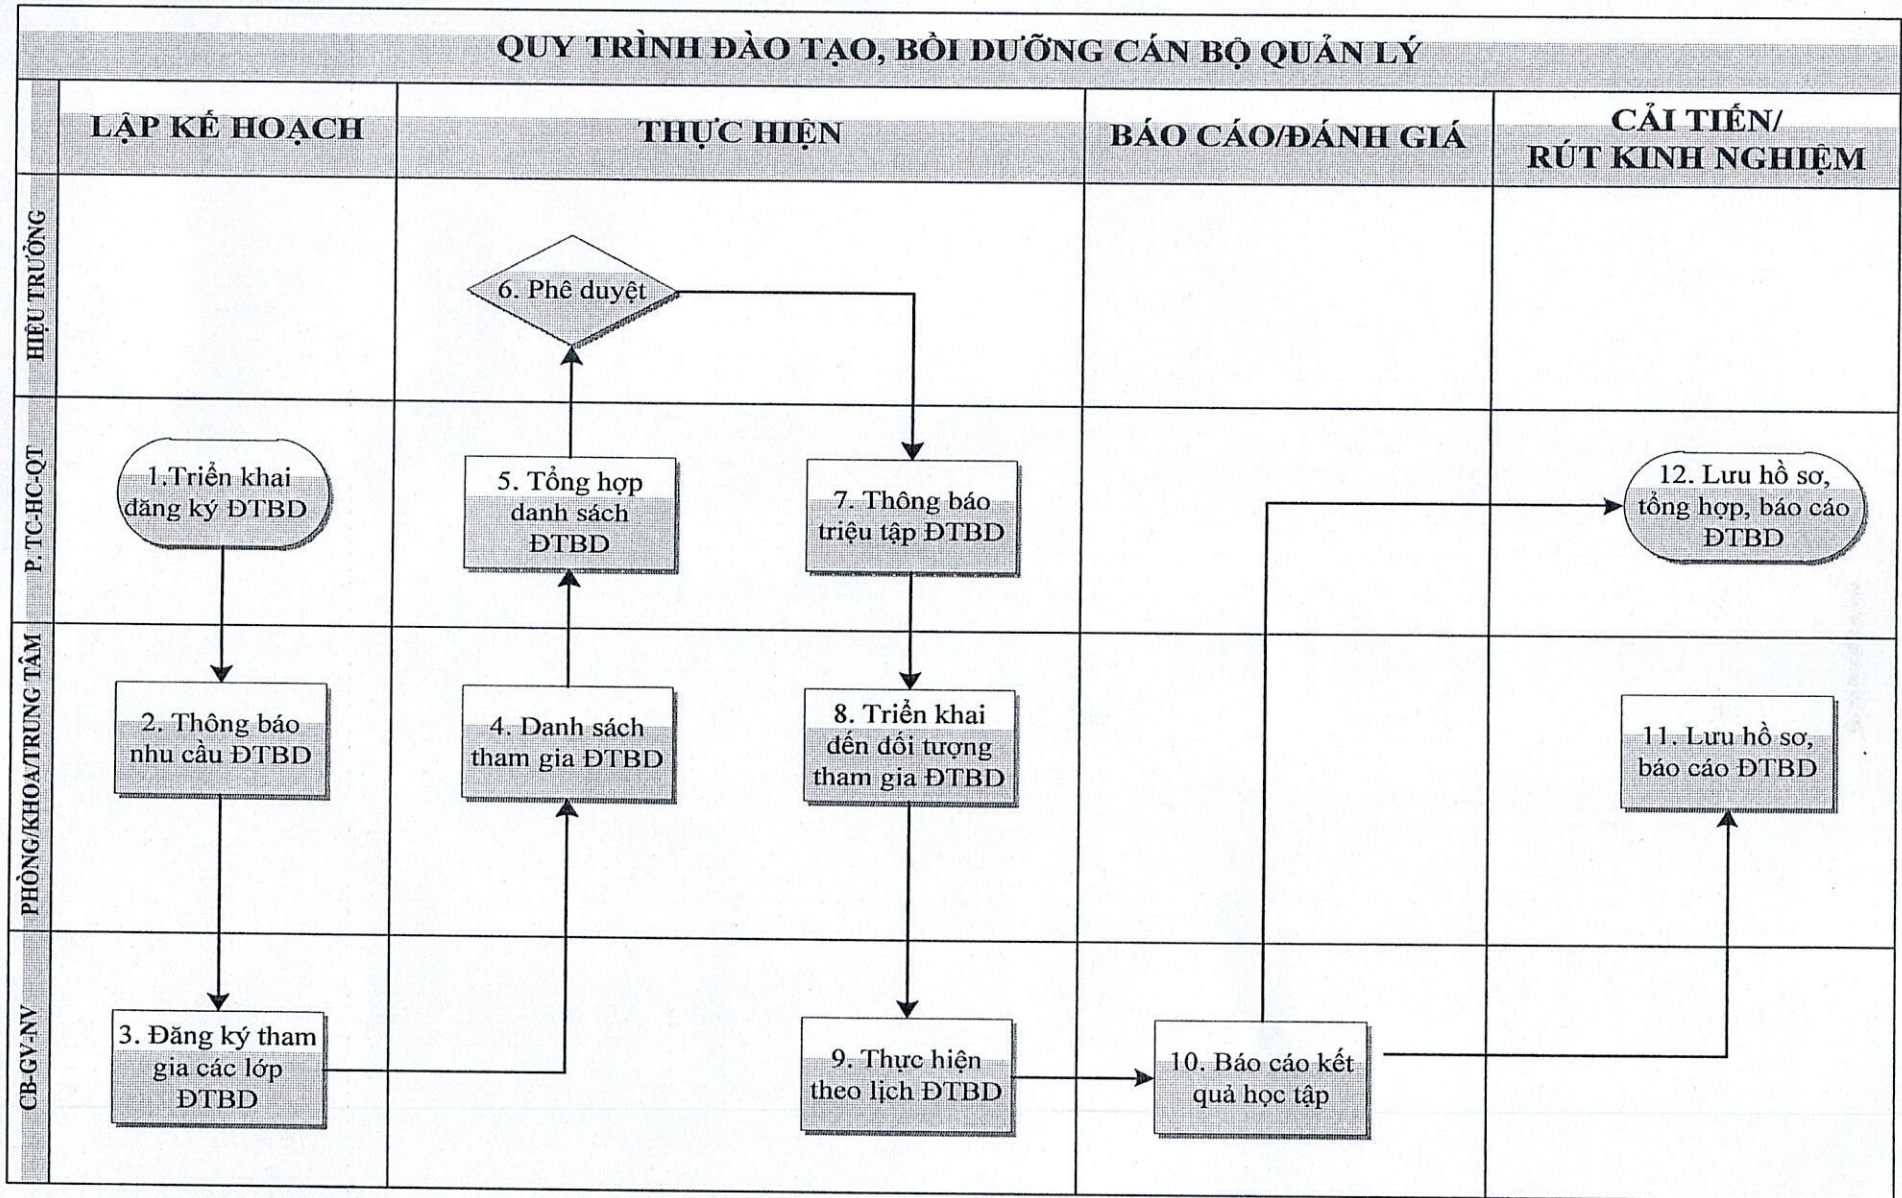 QUY TRÌNH ĐÀO TẠO, BỒI DƯỠNG CÁN BỘ QUẢN LÝ
LẬP KẾ HOẠCH
THỰC HIỆN
BÁO CÁO/ĐÁNH GIÁ
CẢI TIẾN/
RÚT KINH NGHIỆM
HIỆU TRƯỞNG
6. Phê duyệt
P. TC-HC-QT
1.Triển khai
đăng ký ĐTBD
5. Tổng hợp
danh sách
ĐTBD
7. Thông báo
triệu tập ĐTBD
12. Lưu hồ sơ,
tổng hợp, báo cáo
ĐTBD
PHÒNG/KHOA/TRUNG TÂM
2. Thông báo
nhu cầu ĐTBD
4. Danh sách
tham gia ĐTBD
8. Triển khai
đến đối tượng
tham gia ĐTBD
11. Lưu hồ sơ,
báo cáo ĐTBD
CB-GV-NV
3. Đăng ký tham
gia các lớp
ĐTBD
9. Thực hiện
theo lịch ĐTBD
10. Báo cáo kết
quả học tập